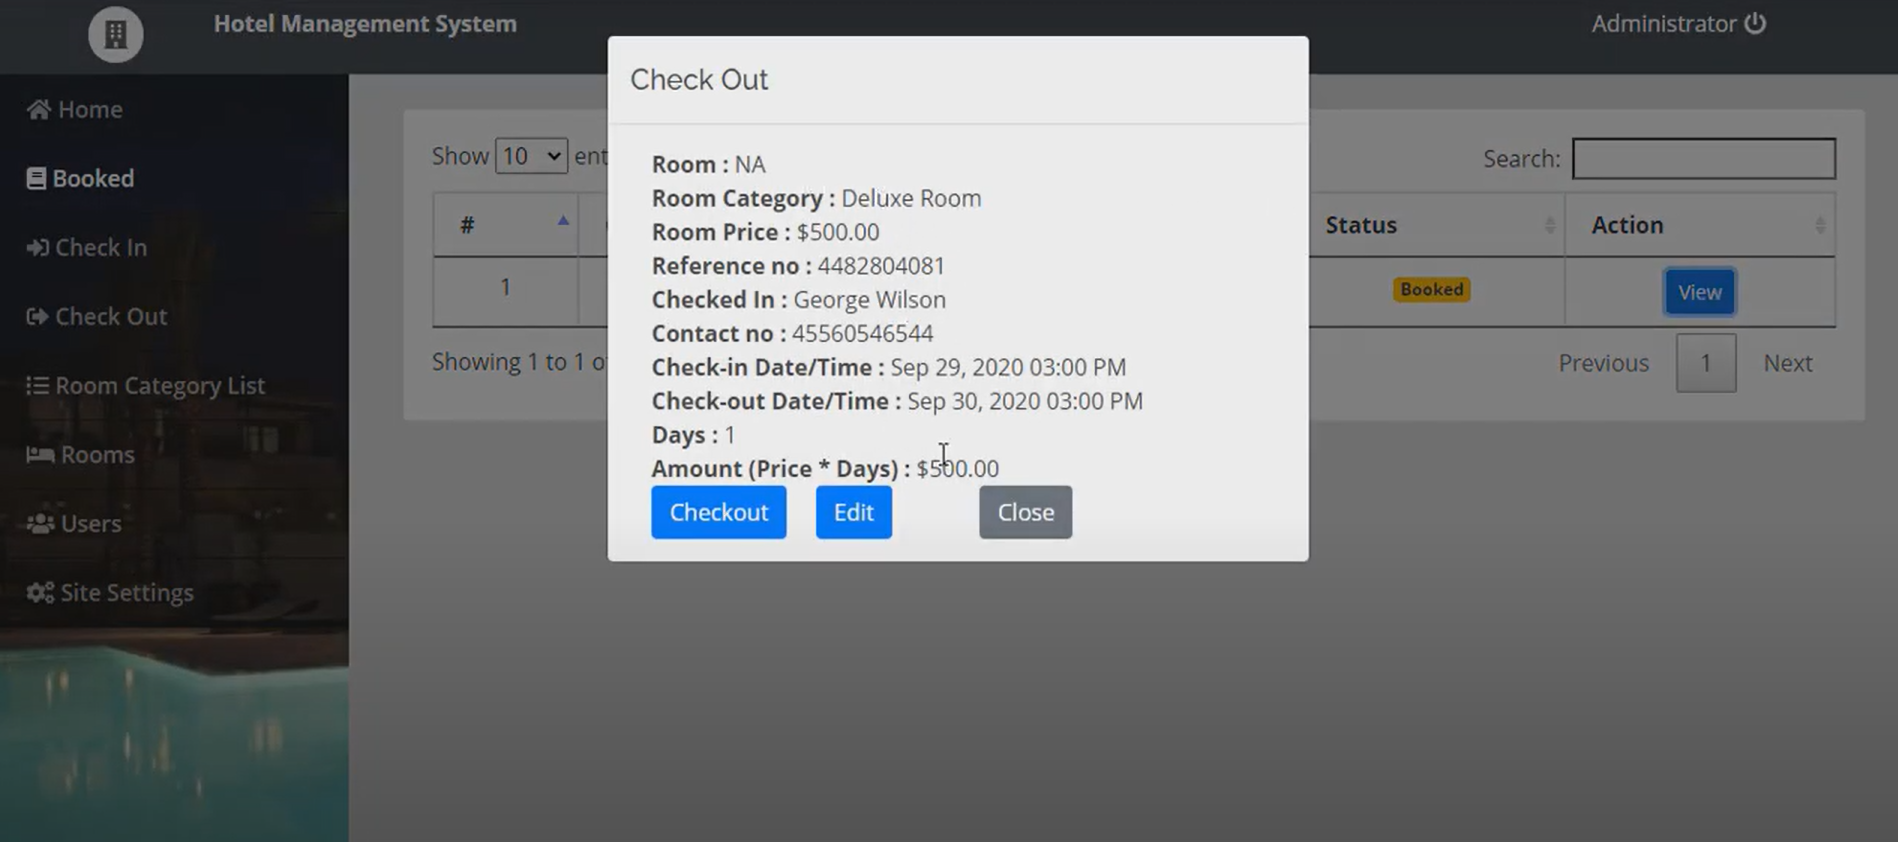 Hotel Management System
Administrator
Home
Booked
Check In
Check Out
Room Category List
Rooms
Users
Site Settings
Show 10
Search:
#
Status
Action
1
Booked
View
Showing 1 to 1
Previous 1 Next
Check Out
Room : NA
Room Category : Deluxe Room
Room Price : $500.00
Reference no : 4482804081
Checked In : George Wilson
Contact no : 45560546544
Check-in Date/Time : Sep 29, 2020 03:00 PM
Check-out Date/Time : Sep 30, 2020 03:00 PM
Days : 1
Amount (Price * Days) : $500.00
Checkout Edit Close